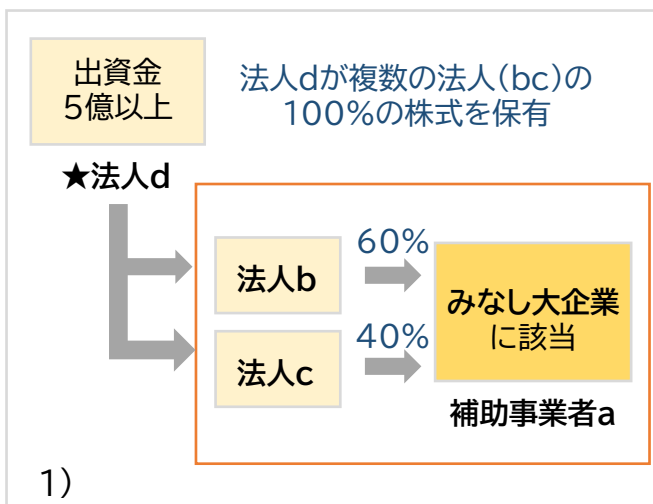 出資金
5億以上
法人dが複数の法人(bc)の
100%の株式を保有
★法人d
法人b
60%
みなし大企業
に該当
法人c
40%
補助事業者a
1)